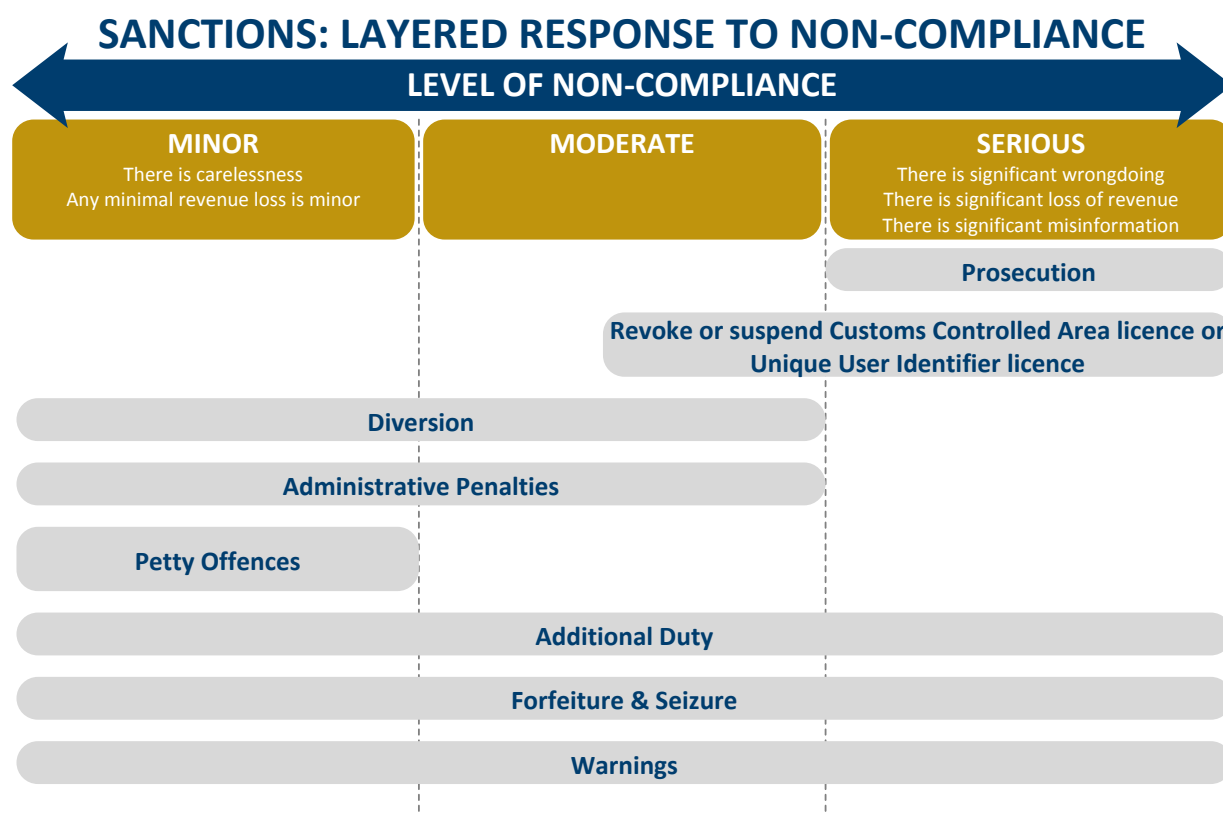 SANCTIONS: LAYERED RESPONSE TO NON-COMPLIANCE
LEVEL OF NON-COMPLIANCE
MINOR
There is carelessness
Any minimal revenue loss is minor
MODERATE
SERIOUS
There is significant wrongdoing
There is significant loss of revenue
There is significant misinformation
Prosecution
Revoke or suspend Customs Controlled Area licence or
Unique User Identifier licence
Diversion
Administrative Penalties
Petty Offences
Additional Duty
Forfeiture & Seizure
Warnings